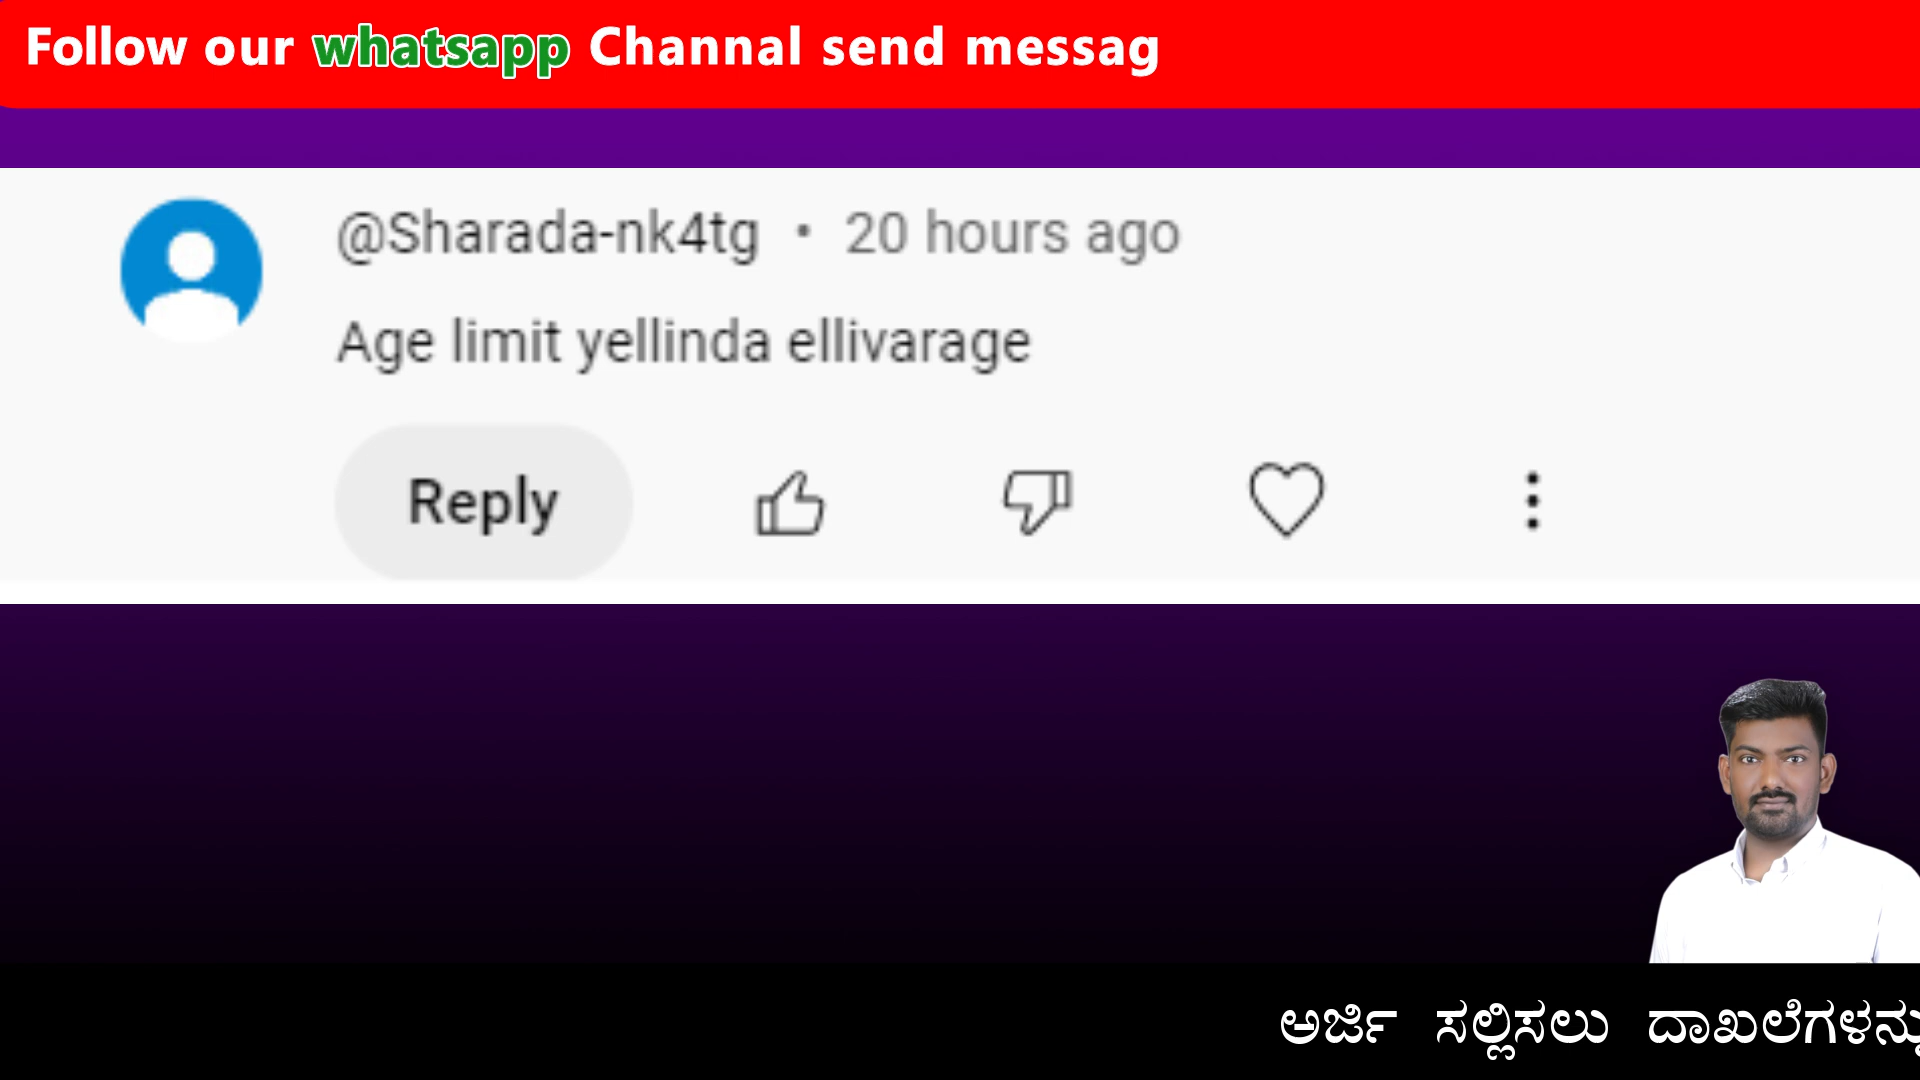 Follow our whatsapp Channal send messag
@Sharada-nk4tg • 20 hours ago
Age limit yellinda ellivarage
Reply
ಅರ್ಜಿ ಸಲ್ಲಿಸಲು ದಾಖಲೆಗಳನ್ನು